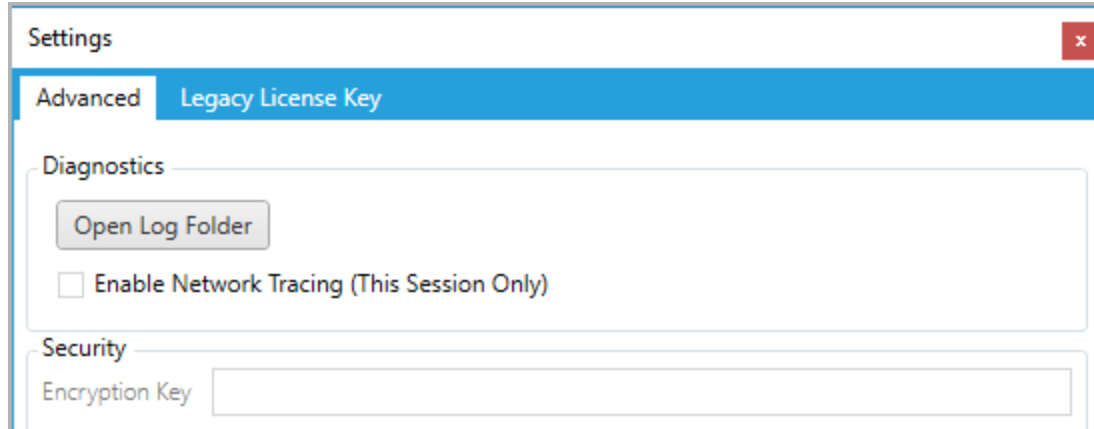 Settings
x
Advanced Legacy License Key
Diagnostics
Open Log Folder
Enable Network Tracing (This Session Only)
Security
Encryption Key